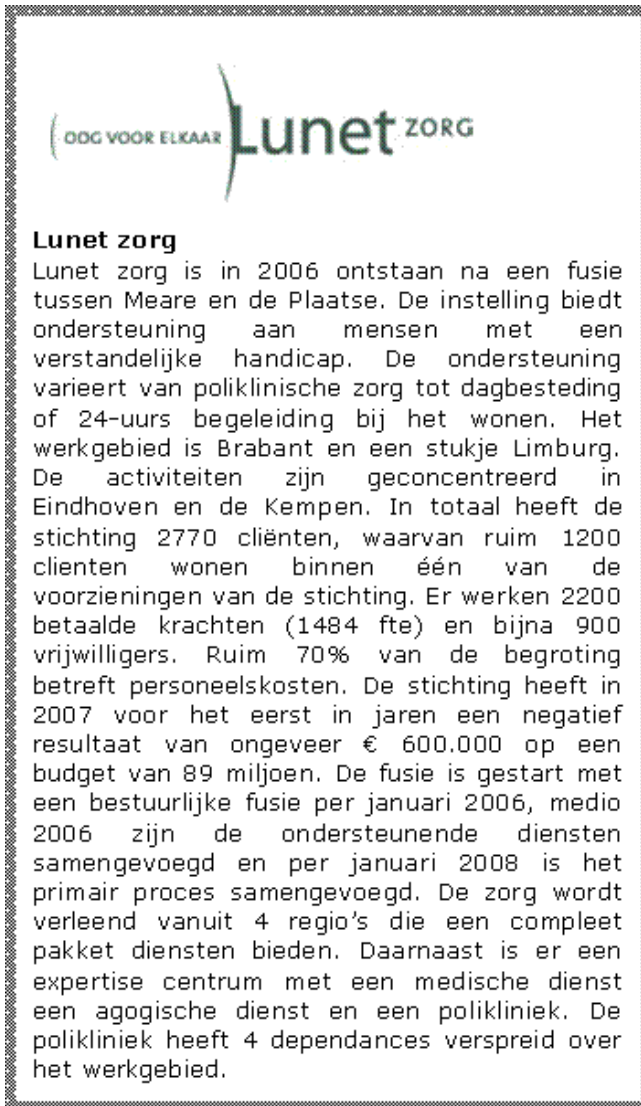 ( OOG VOOR ELKAAR ) Lunet ZORG
Lunet zorg
Lunet zorg is in 2006 ontstaan na een fusie
tussen Meare en de Plaatse. De instelling biedt
ondersteuning aan mensen met een
verstandelijke handicap. De ondersteuning
varieert van poliklinische zorg tot dagbesteding
of 24-uurs begeleiding bij het wonen. Het
werkgebied is Brabant en een stukje Limburg.
De activiteiten zijn geconcentreerd in
Eindhoven en de Kempen. In totaal heeft de
stichting 2770 cliënten, waarvan ruim 1200
clienten wonen binnen één van de
voorzieningen van de stichting. Er werken 2200
betaalde krachten (1484 fte) en bijna 900
vrijwilligers. Ruim 70% van de begroting
betreft personeelskosten. De stichting heeft in
2007 voor het eerst in jaren een negatief
resultaat van ongeveer € 600.000 op een
budget van 89 miljoen. De fusie is gestart met
een bestuurlijke fusie per januari 2006, medio
2006 zijn de ondersteunende diensten
samengevoegd en per januari 2008 is het
primair proces samengevoegd. De zorg wordt
verleend vanuit 4 regio's die een compleet
pakket diensten bieden. Daarnaast is er een
expertise centrum met een medische dienst
een agogische dienst en een polikliniek. De
polikliniek heeft 4 dependances verspreid over
het werkgebied.